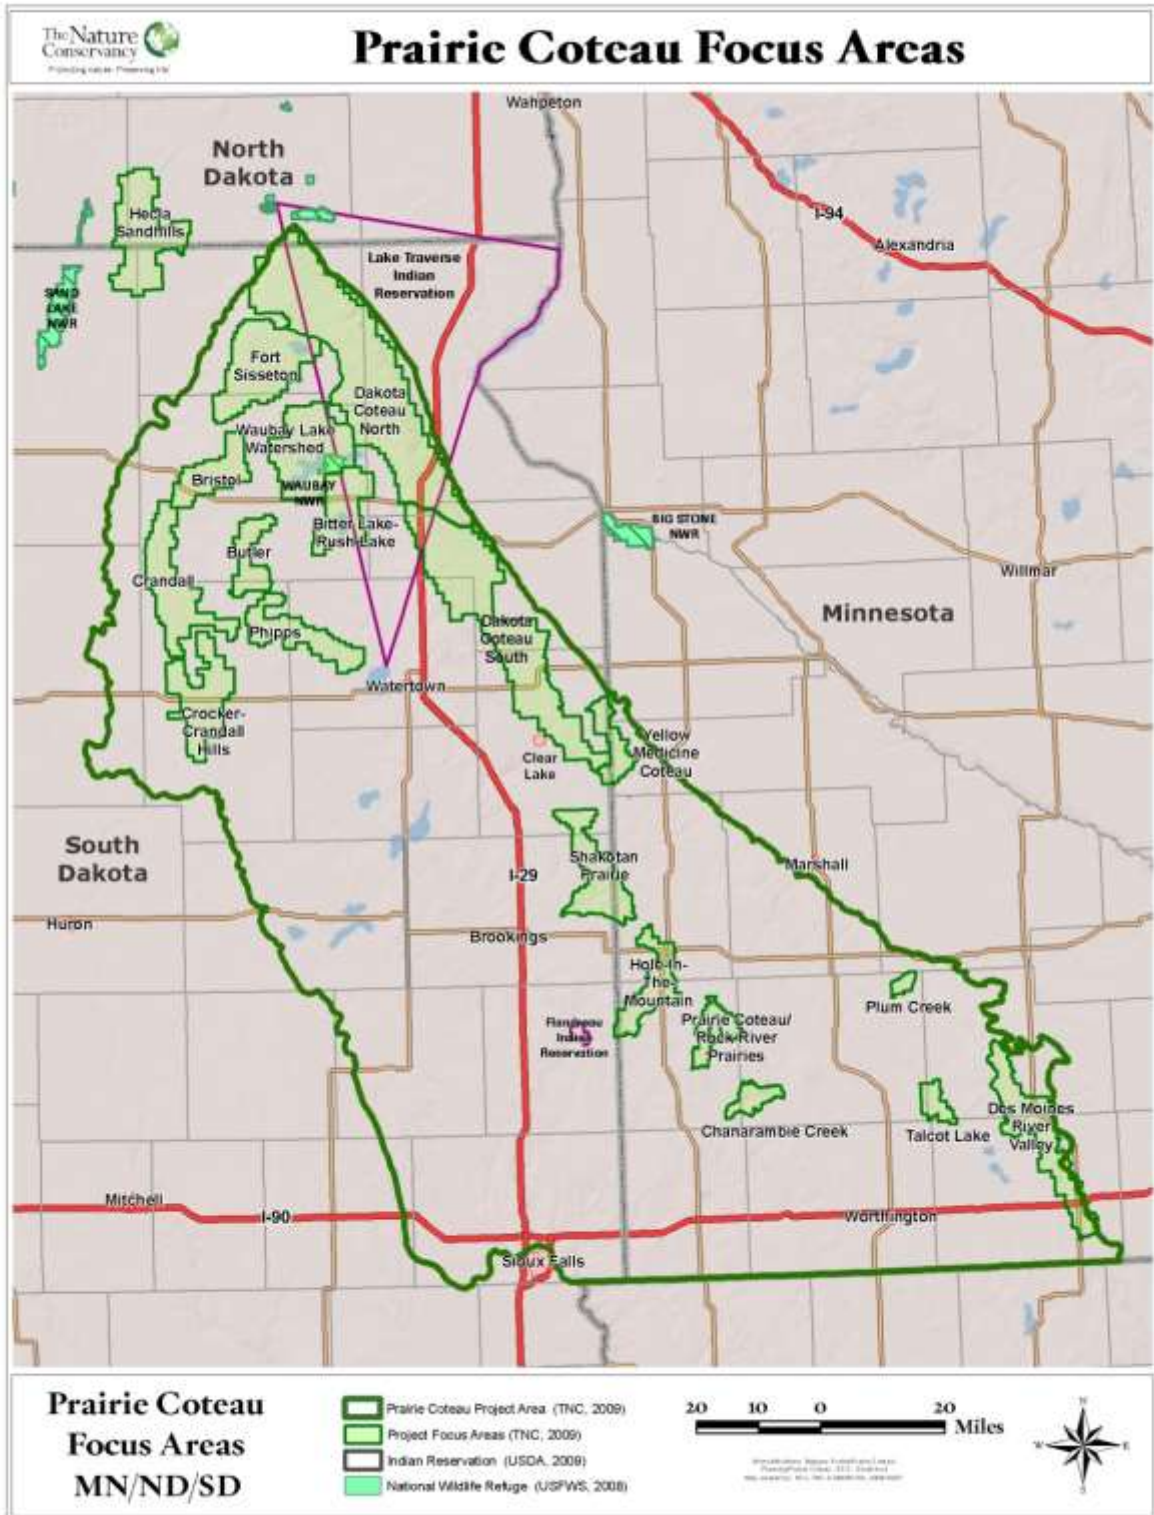 The Nature
Conservancy
Prairie Coteau Focus Areas
Wahpeton
North
Dakota
Hecla
Sandhills
I-94
Alexandria
Lake Traverse
Indian
Reservation
SAND
LAKE
NWR
Fort
Sisseton
Dakota
Coteau
North
Waubay Lake
Watershed
Bristol
WAUBAY
NWR
Bitter Lake-
Rush Lake
BIG STONE
NWR
Butler
Crandall
Willmar
Minnesota
Phipps
Dakota
Coteau
South
Watertown
Crocker-
Crandall
Hills
Yellow
Medicine
Coteau
Clear
Lake
South
Dakota
Shakotan
Prairie
Marshall
I-29
Huron
Brookings
Hole-In-
The-
Mountain
Plum Creek
Prairie Coteau/
Rock River
Prairies
Flandreau
Indian
Reservation
Des Moines
River
Valley
Chanarambie Creek
Talcot Lake
Mitchell
I-90
Worthington
Sioux Falls
Prairie Coteau
Focus Areas
MN/ND/SD
Prairie Coteau Project Area (TNC, 2009)
Project Focus Areas (TNC, 2009)
Indian Reservation (USDA, 2009)
National Wildlife Refuge (USFWS, 2008)
20 10 0 20
Miles
N
W E
S